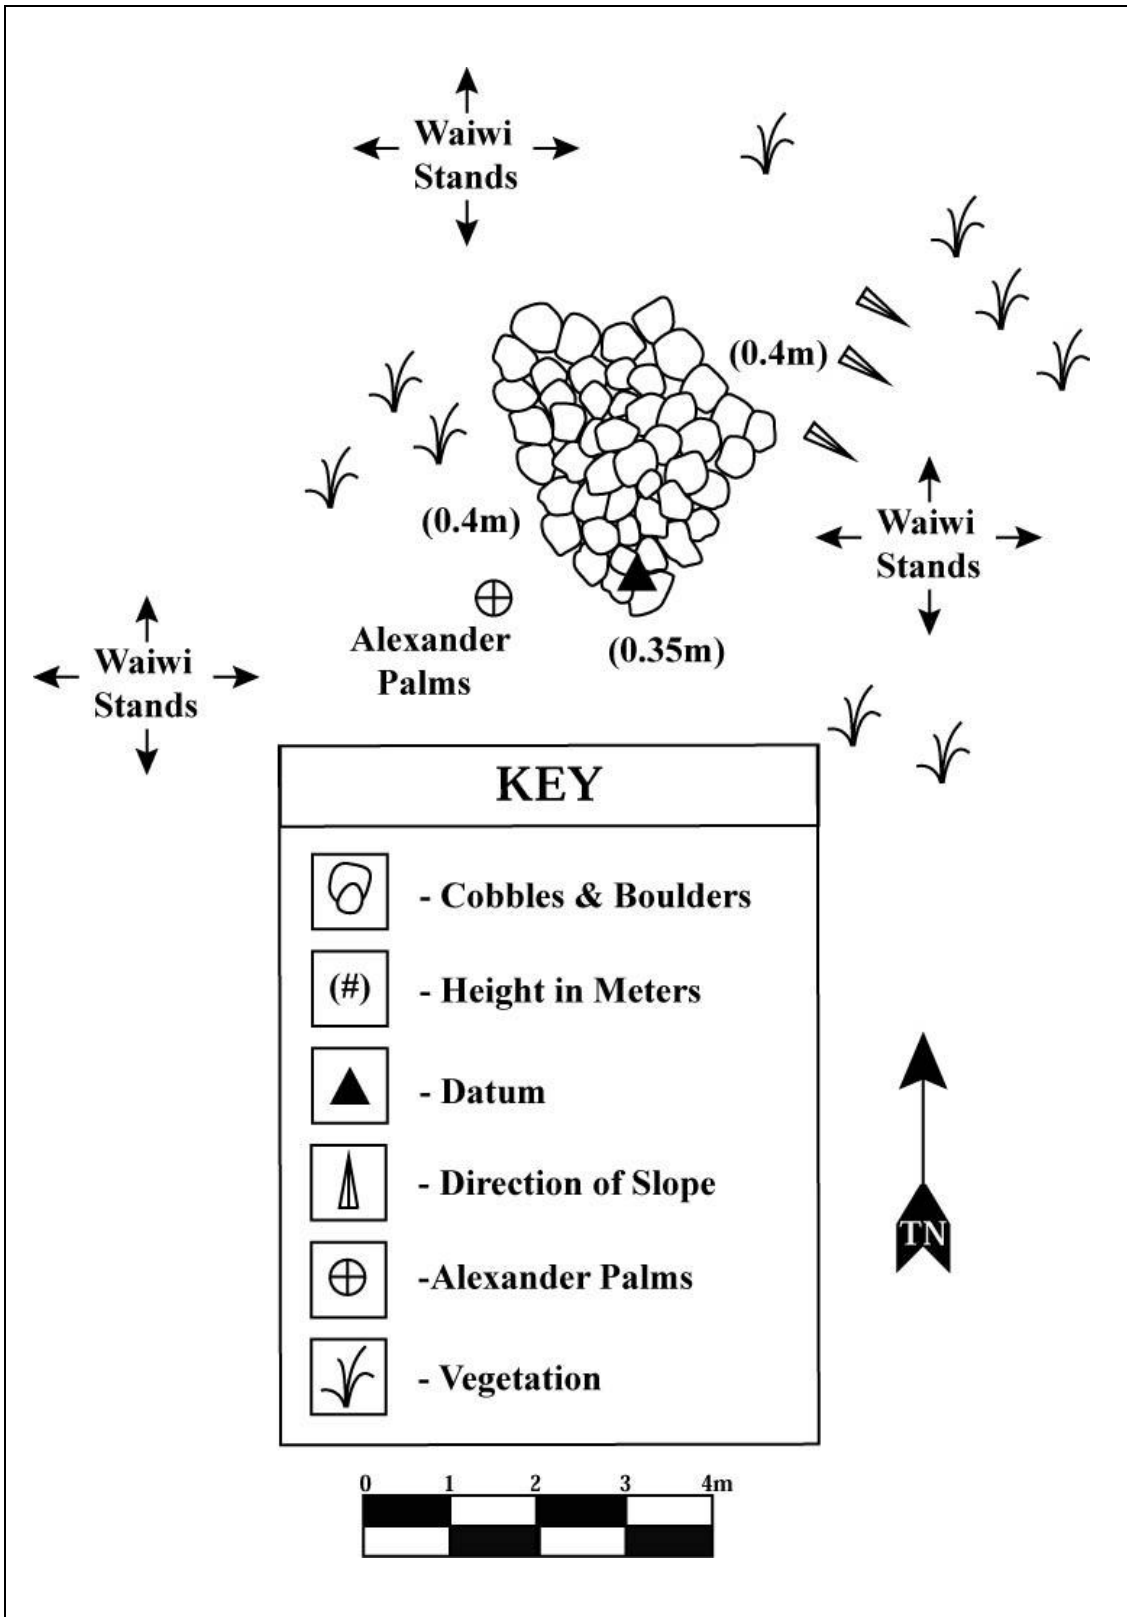 Waiwi
Stands
(0.4m)
(0.4m)
Waiwi
Stands
Alexander
Palms
(0.35m)
Waiwi
Stands
KEY
- Cobbles & Boulders
(#) - Height in Meters
- Datum
- Direction of Slope
-Alexander Palms
- Vegetation
TN
0 1 2 3 4m